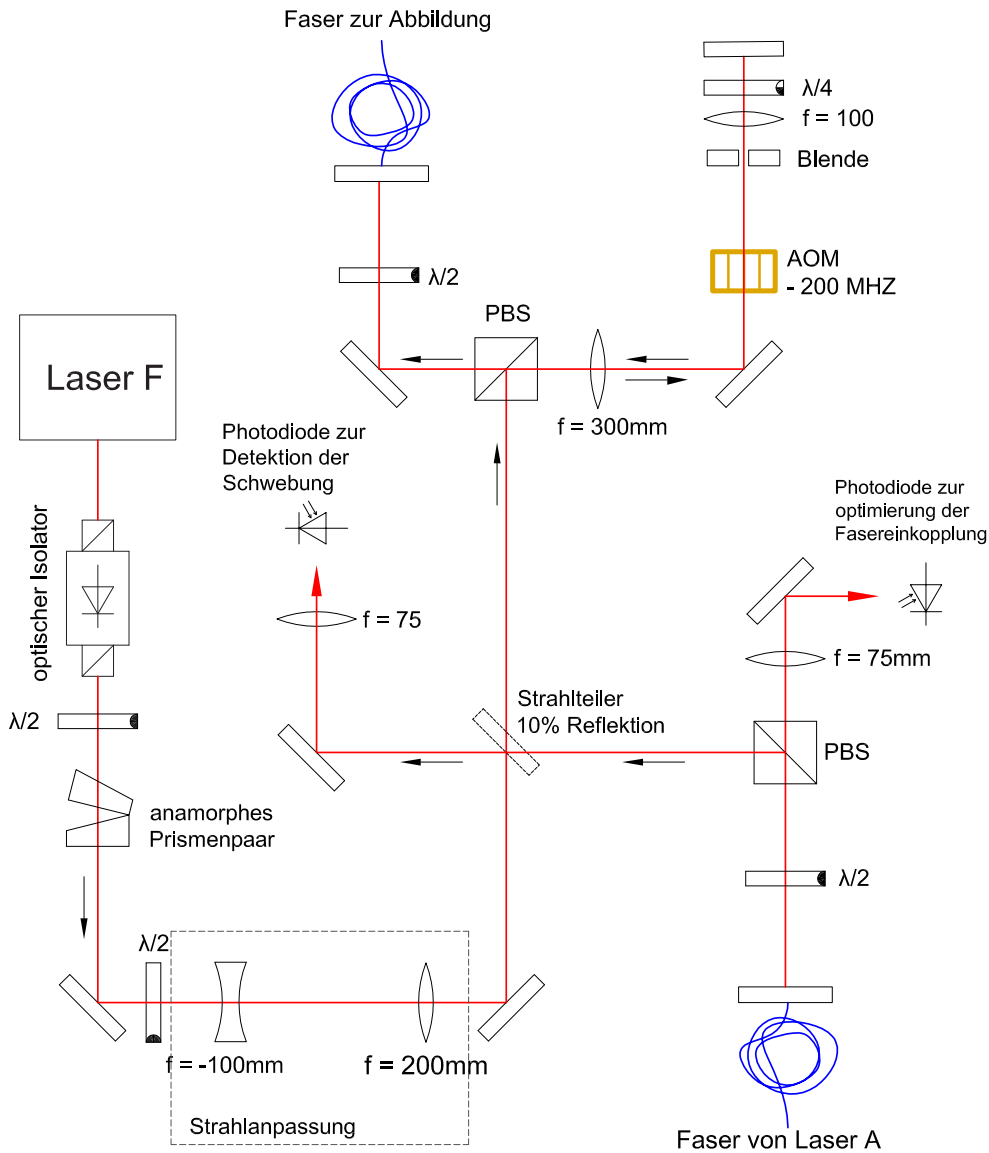 Faser zur Abbildung
λ/4
f = 100
Blende
AOM
- 200 MHZ
λ/2
PBS
f = 300mm
Laser F
Photodiode zur
Detektion der
Schwebung
Photodiode zur
optimierung der
Fasereinkopplung
optischer Isolator
f = 75
f = 75mm
λ/2
Strahlteiler
10% Reflektion
PBS
anamorphes
Prismenpaar
λ/2
λ/2
f = -100mm
f = 200mm
Strahlanpassung
Faser von Laser A